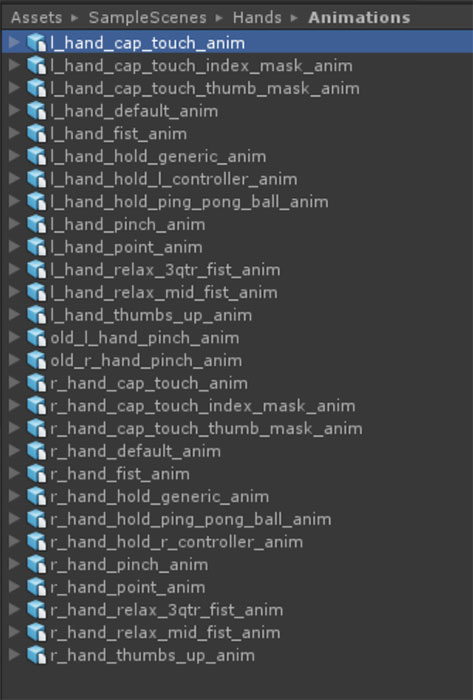 Assets ▸ SampleScenes ▸ Hands ▸ Animations
l_hand_cap_touch_anim
l_hand_cap_touch_index_mask_anim
l_hand_cap_touch_thumb_mask_anim
l_hand_default_anim
l_hand_fist_anim
l_hand_hold_generic_anim
l_hand_hold_l_controller_anim
l_hand_hold_ping_pong_ball_anim
l_hand_pinch_anim
l_hand_point_anim
l_hand_relax_3qtr_fist_anim
l_hand_relax_mid_fist_anim
l_hand_thumbs_up_anim
old_l_hand_pinch_anim
old_r_hand_pinch_anim
r_hand_cap_touch_anim
r_hand_cap_touch_index_mask_anim
r_hand_cap_touch_thumb_mask_anim
r_hand_default_anim
r_hand_fist_anim
r_hand_hold_generic_anim
r_hand_hold_ping_pong_ball_anim
r_hand_hold_r_controller_anim
r_hand_pinch_anim
r_hand_point_anim
r_hand_relax_3qtr_fist_anim
r_hand_relax_mid_fist_anim
r_hand_thumbs_up_anim